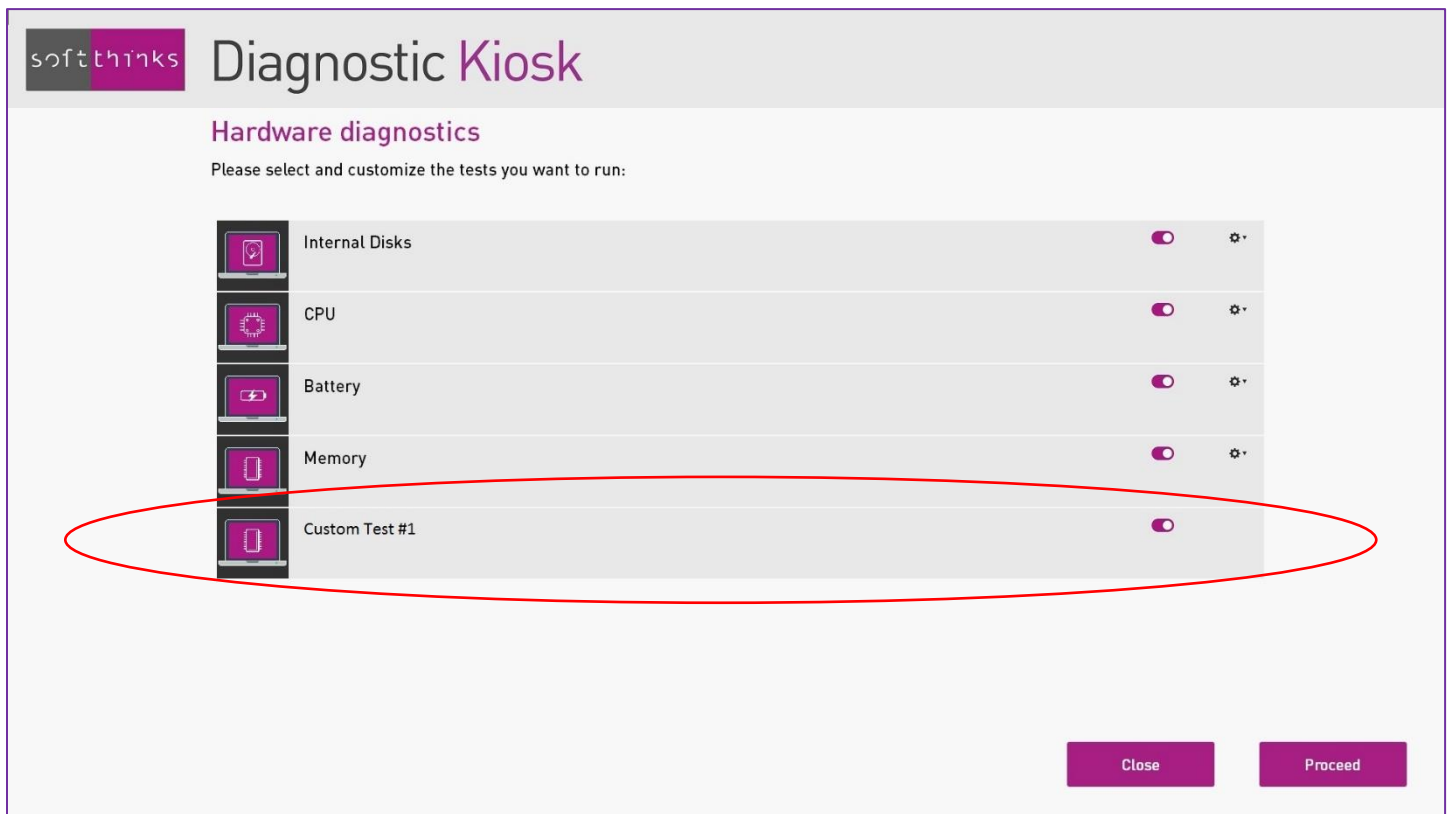 softthinks
Diagnostic Kiosk
Hardware diagnostics
Please select and customize the tests you want to run:
Internal Disks
CPU
Battery
Memory
Custom Test #1
Close
Proceed